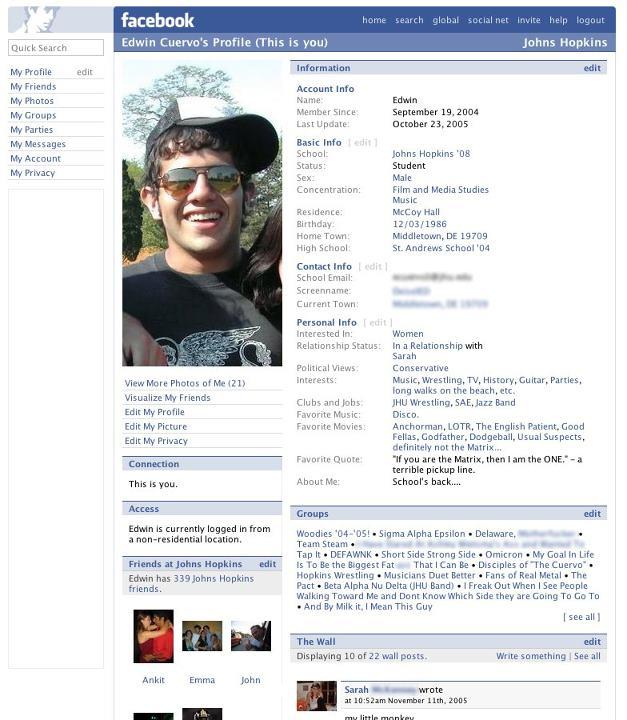 facebook
home search global social net invite help logout
Quick Search
Edwin Cuervo's Profile (This is you) Johns Hopkins
My Profile edit
My Friends
My Photos
My Groups
My Parties
My Messages
My Account
My Privacy
View More Photos of Me (21)
Visualize My Friends
Edit My Profile
Edit My Picture
Edit My Privacy
Connection
This is you.
Access
Edwin is currently logged in from
a non-residential location.
Friends at Johns Hopkins edit
Edwin has 339 Johns Hopkins
friends.
Ankit Emma John
Information edit
Account Info
Name: Edwin
Member Since: September 19, 2004
Last Update: October 23, 2005
Basic Info [ edit ]
School: Johns Hopkins '08
Status: Student
Sex: Male
Concentration: Film and Media Studies
Music
Residence: McCoy Hall
Birthday: 12/03/1986
Home Town: Middletown, DE 19709
High School: St. Andrews School '04
Contact Info [ edit ]
School Email:
Screenname:
Current Town:
Personal Info [ edit ]
Interested In: Women
Relationship Status: In a Relationship with
Sarah
Political Views: Conservative
Interests: Music, Wrestling, TV, History, Guitar, Parties,
long walks on the beach, etc.
Clubs and Jobs: JHU Wrestling, SAE, Jazz Band
Favorite Music: Disco.
Favorite Movies: Anchorman, LOTR, The English Patient, Good
Fellas, Godfather, Dodgeball, Usual Suspects,
definitely not the Matrix...
Favorite Quote: "If you are the Matrix, then I am the ONE." - a
terrible pickup line.
About Me: School's back....
Groups edit
Woodies '04-'05! • Sigma Alpha Epsilon • Delaware,
Team Steam •
Tap It • DEFAWNK • Short Side Strong Side • Omicron • My Goal In Life
Is To Be the Biggest Fat That I Can Be • Disciples of "The Cuervo" •
Hopkins Wrestling • Musicians Duet Better • Fans of Real Metal • The
Pact • Beta Alpha Nu Delta (JHU Band) • I Freak Out When I See People
Walking Toward Me and Dont Know Which Side they are Going To Go To
• And By Milk it, I Mean This Guy
[ see all ]
The Wall edit
Displaying 10 of 22 wall posts. Write something | See all
Sarah wrote
at 10:52am November 11th, 2005
my little monkey